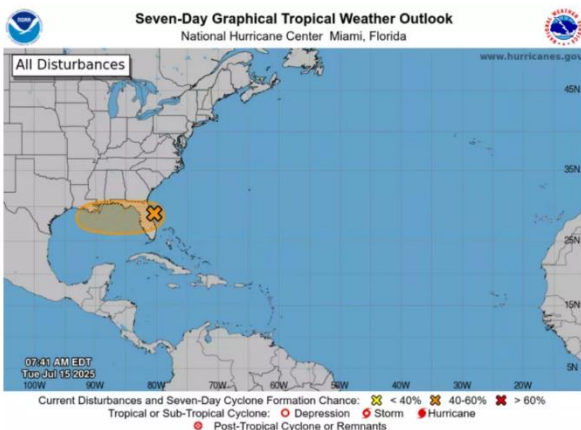 Seven-Day Graphical Tropical Weather Outlook
National Hurricane Center Miami, Florida
All Disturbances
www.hurricanes.gov
45N
35N
25N
15N
5N
07:41 AM EDT
Tue Jul 15 2025
100W 90W 80W 70W 60W 50W 40W 30W 20W
Current Disturbances and Seven-Day Cyclone Formation Chance: < 40% 40-60% > 60%
Tropical or Sub-Tropical Cyclone: Depression Storm Hurricane
Post-Tropical Cyclone or Remnants